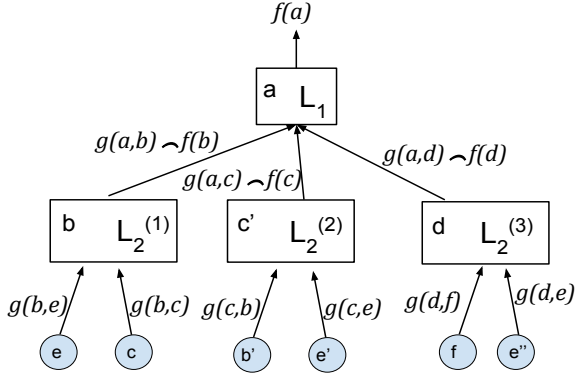 f(a)
a L₁
g(a,b) ⌢f(b)
g(a,c) ⌢f(c)
g(a,d) ⌢f(d)
b L₂⁽¹⁾
c' L₂⁽²⁾
d L₂⁽³⁾
g(b,e)
g(b,c)
g(c,b)
g(c,e)
g(d,f)
g(d,e)
e
c
b'
e'
f
e''